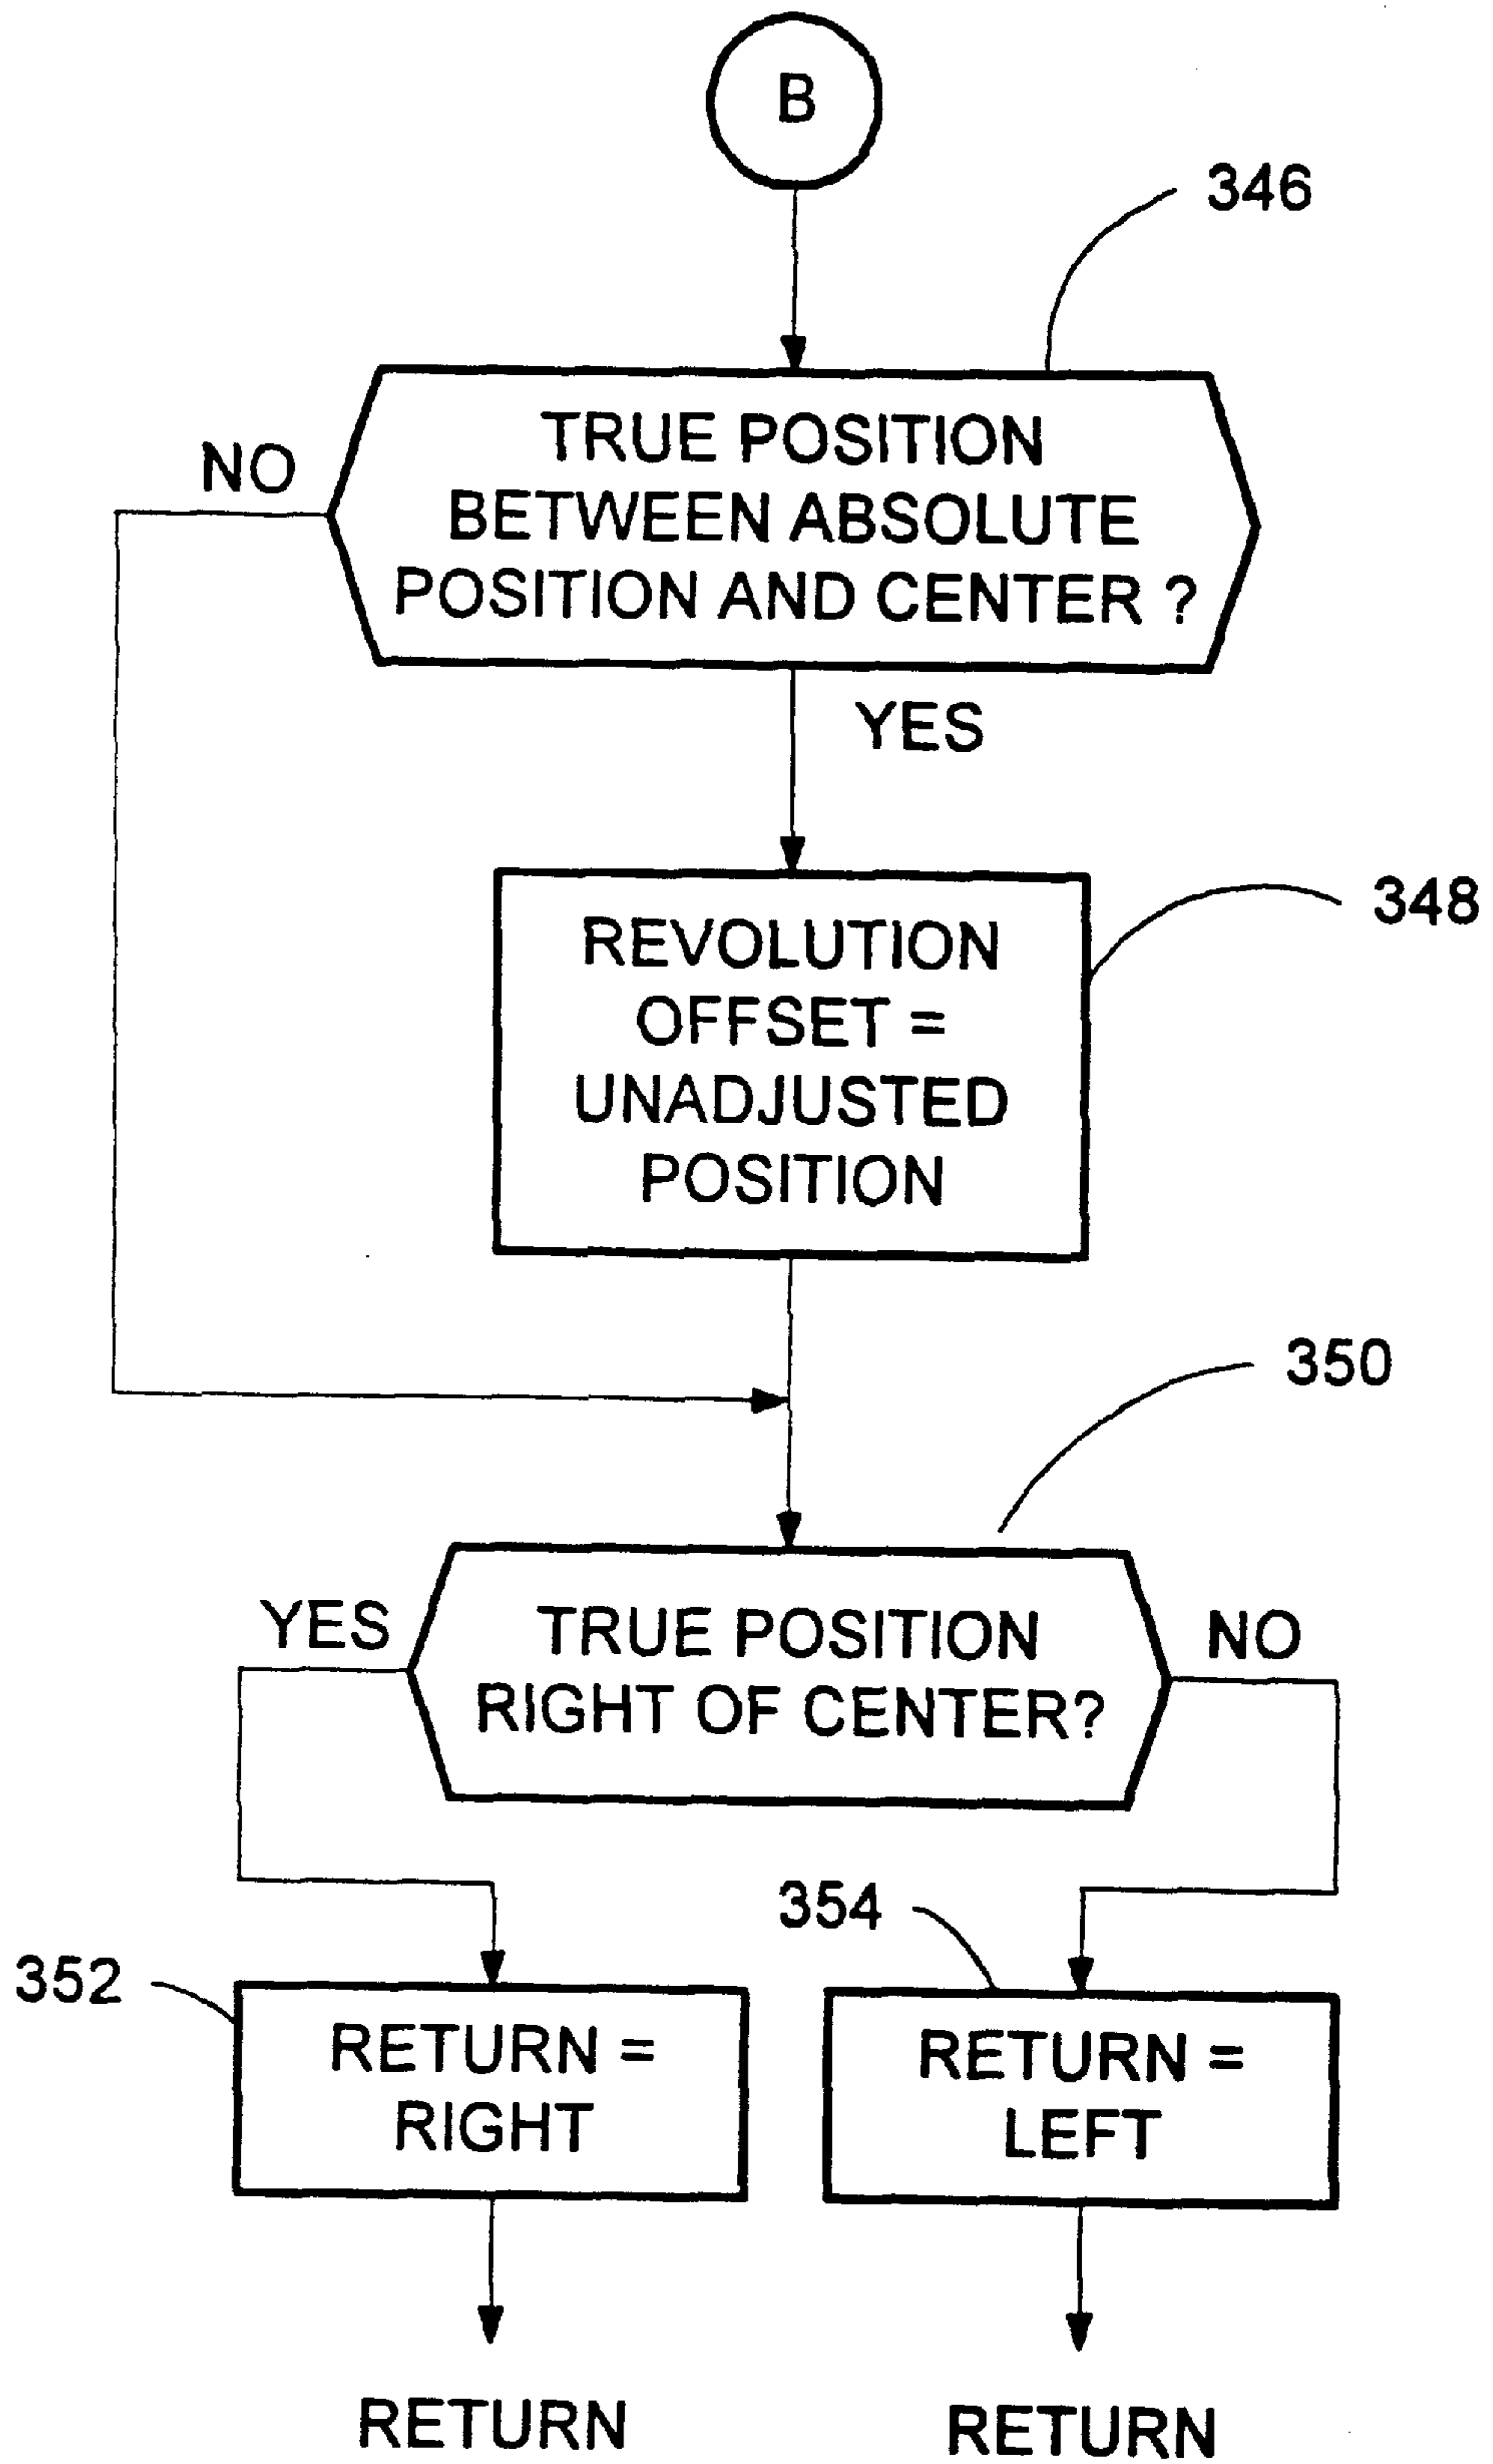 B
346
TRUE POSITION
BETWEEN ABSOLUTE
POSITION AND CENTER ?
NO
YES
REVOLUTION
OFFSET =
UNADJUSTED
POSITION
348
350
TRUE POSITION
RIGHT OF CENTER?
YES
NO
352
RETURN =
RIGHT
354
RETURN =
LEFT
RETURN
RETURN